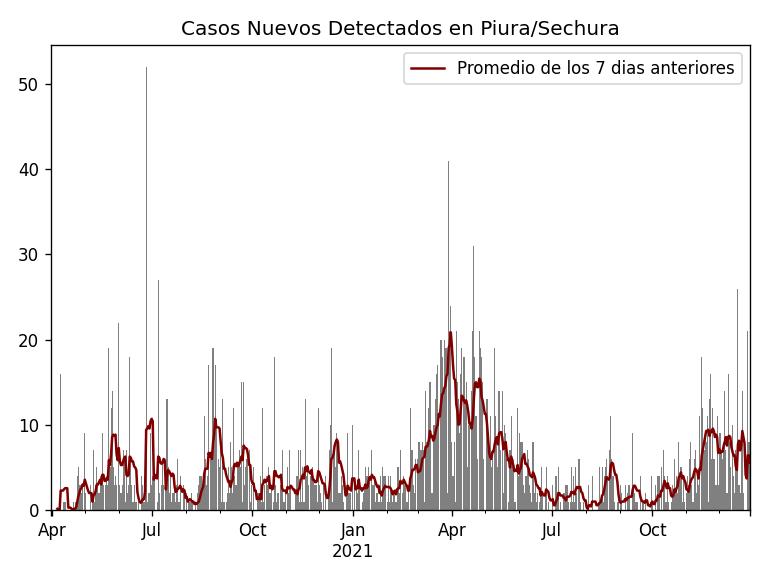 Casos Nuevos Detectados en Piura/Sechura
Promedio de los 7 dias anteriores
50
40
30
20
10
0
Apr Jul Oct Jan Apr Jul Oct
2021